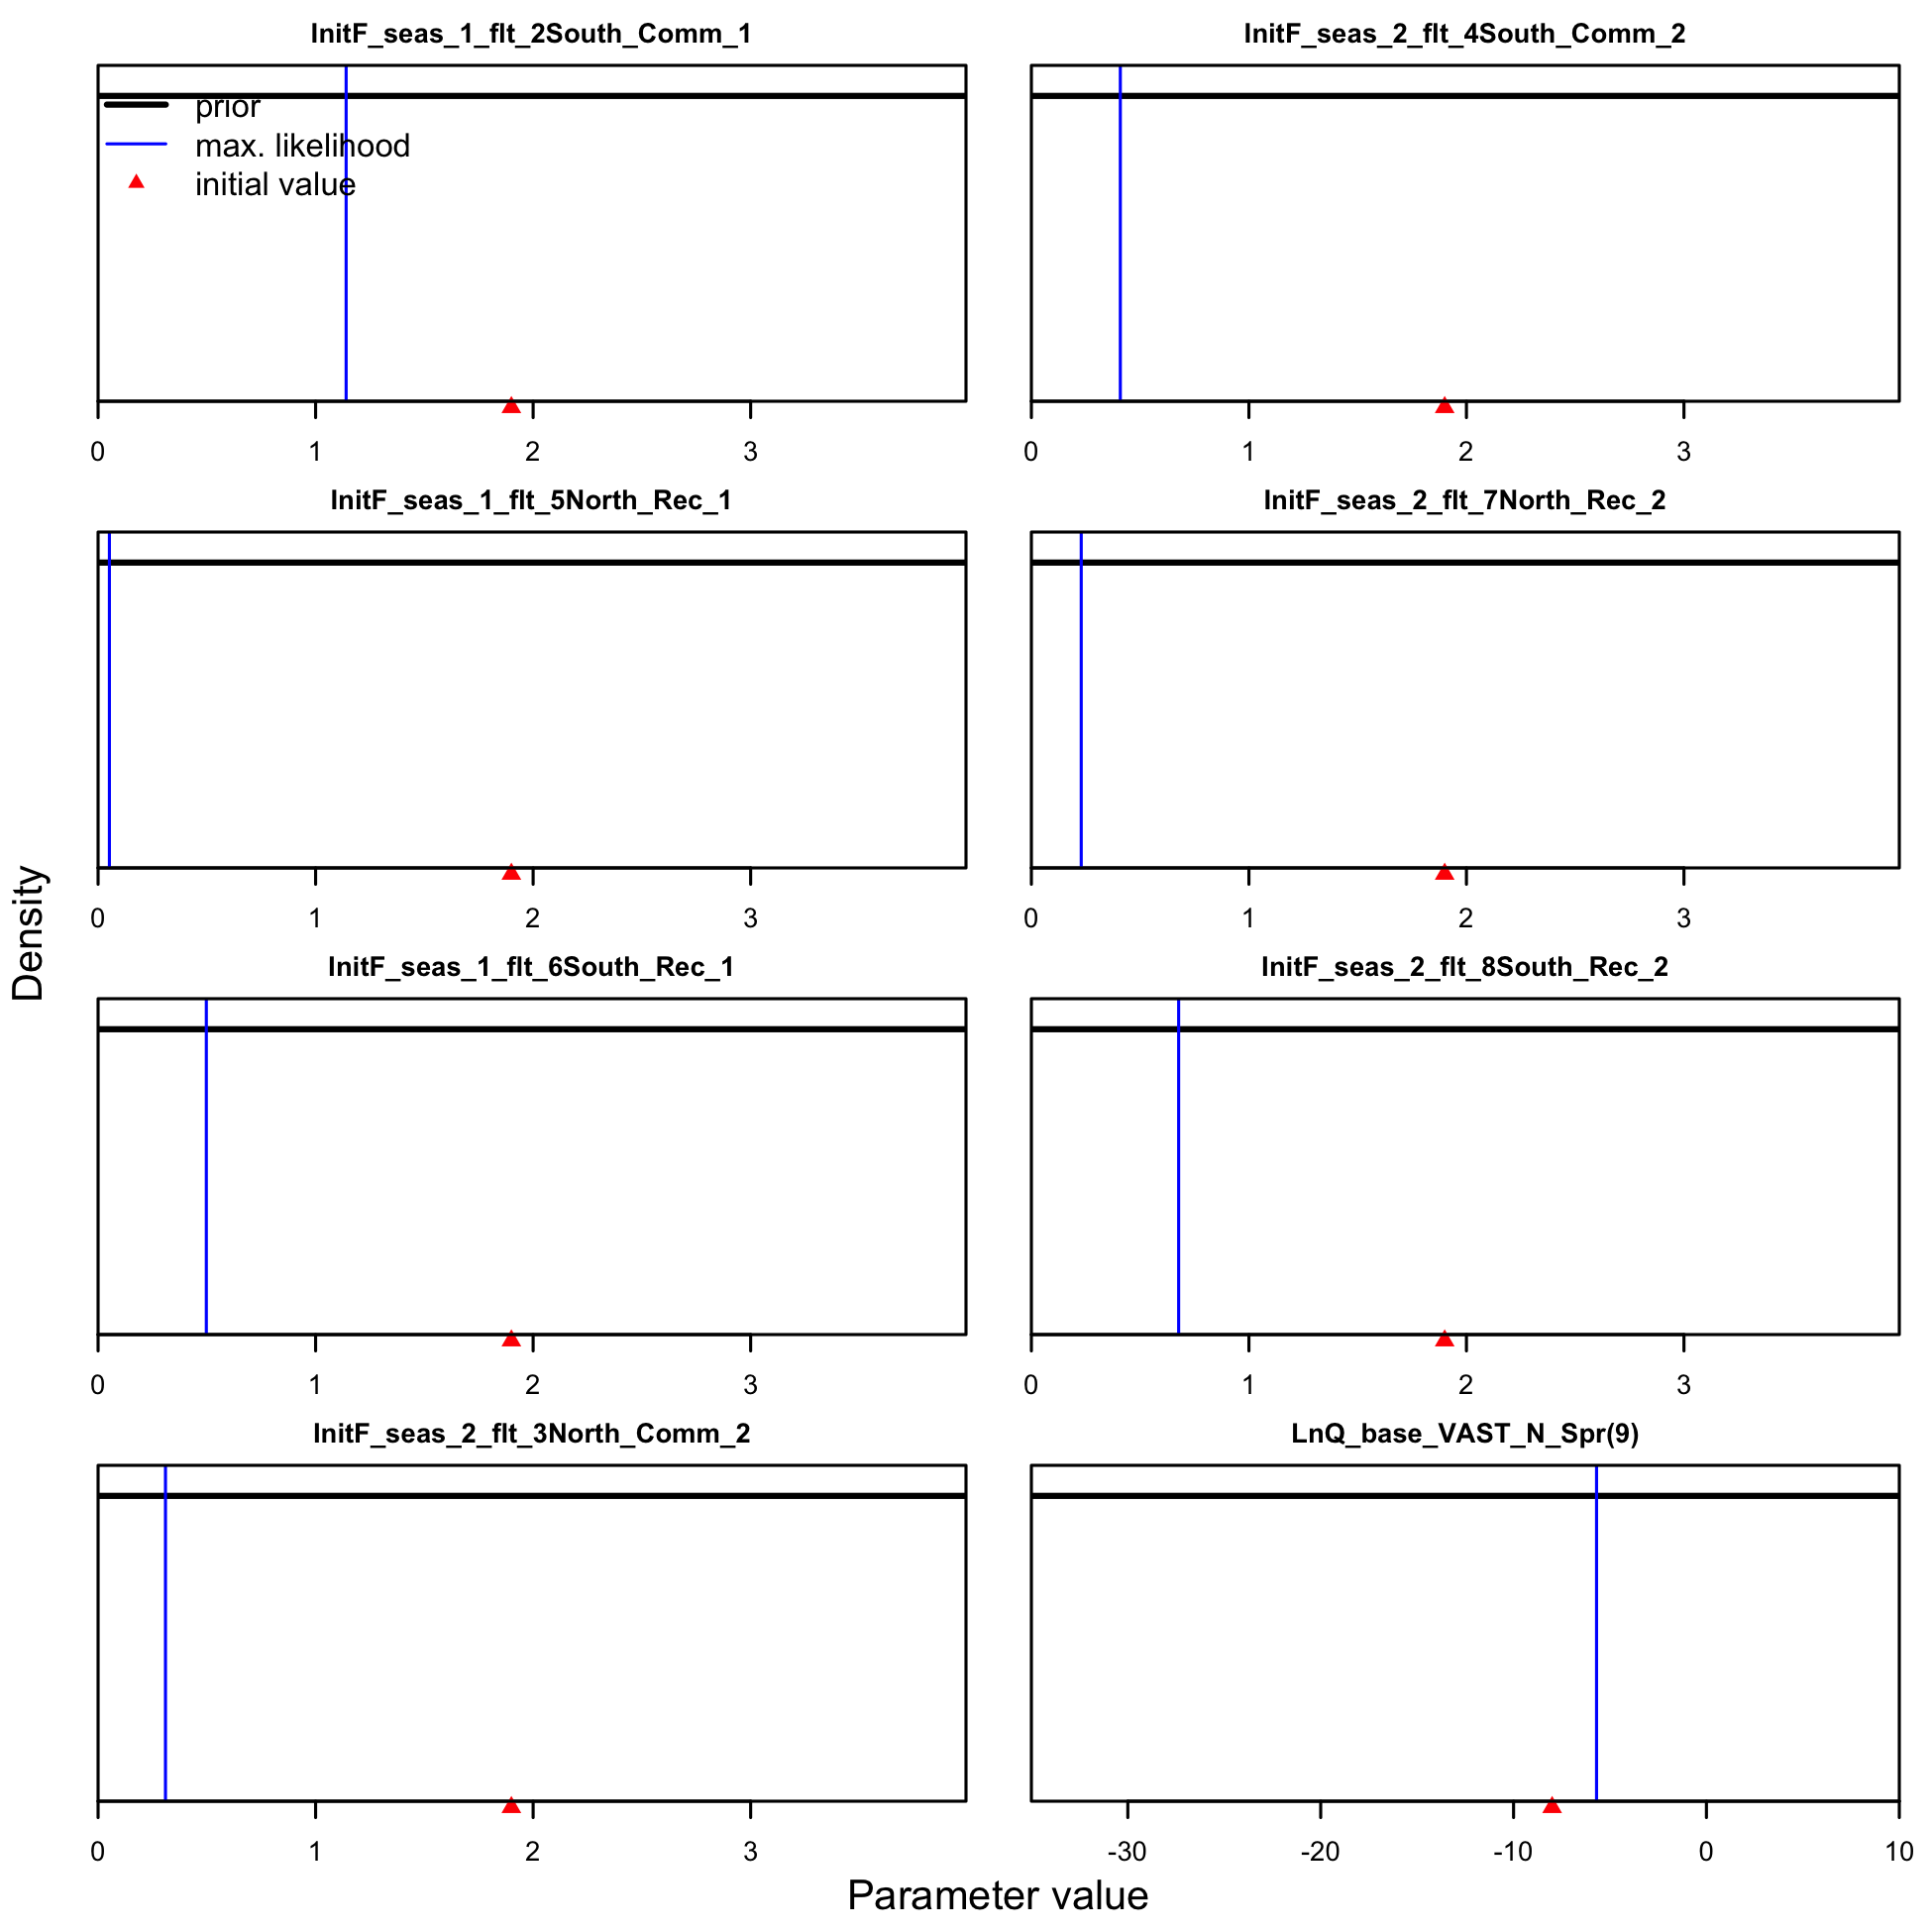 InitF_seas_1_flt_2South_Comm_1
prior
max. likelihood
initial value
0 1 2 3
InitF_seas_2_flt_4South_Comm_2
0 1 2 3
InitF_seas_1_flt_5North_Rec_1
0 1 2 3
InitF_seas_2_flt_7North_Rec_2
0 1 2 3
InitF_seas_1_flt_6South_Rec_1
0 1 2 3
InitF_seas_2_flt_8South_Rec_2
0 1 2 3
InitF_seas_2_flt_3North_Comm_2
0 1 2 3
LnQ_base_VAST_N_Spr(9)
-30 -20 -10 0 10
Density
Parameter value